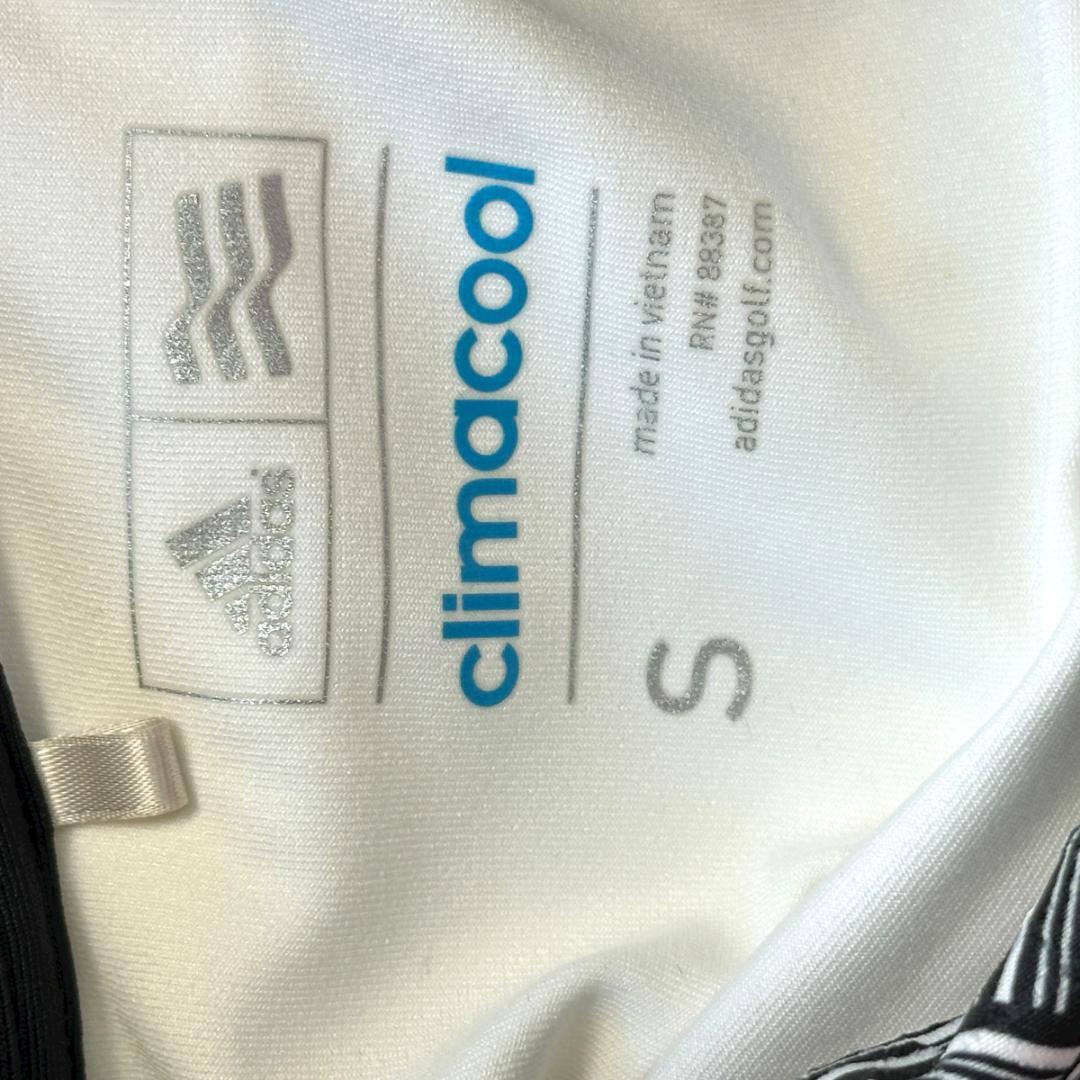 adidas
climacool
S
made in vietnam
RN# 88387
adidasgolf.com